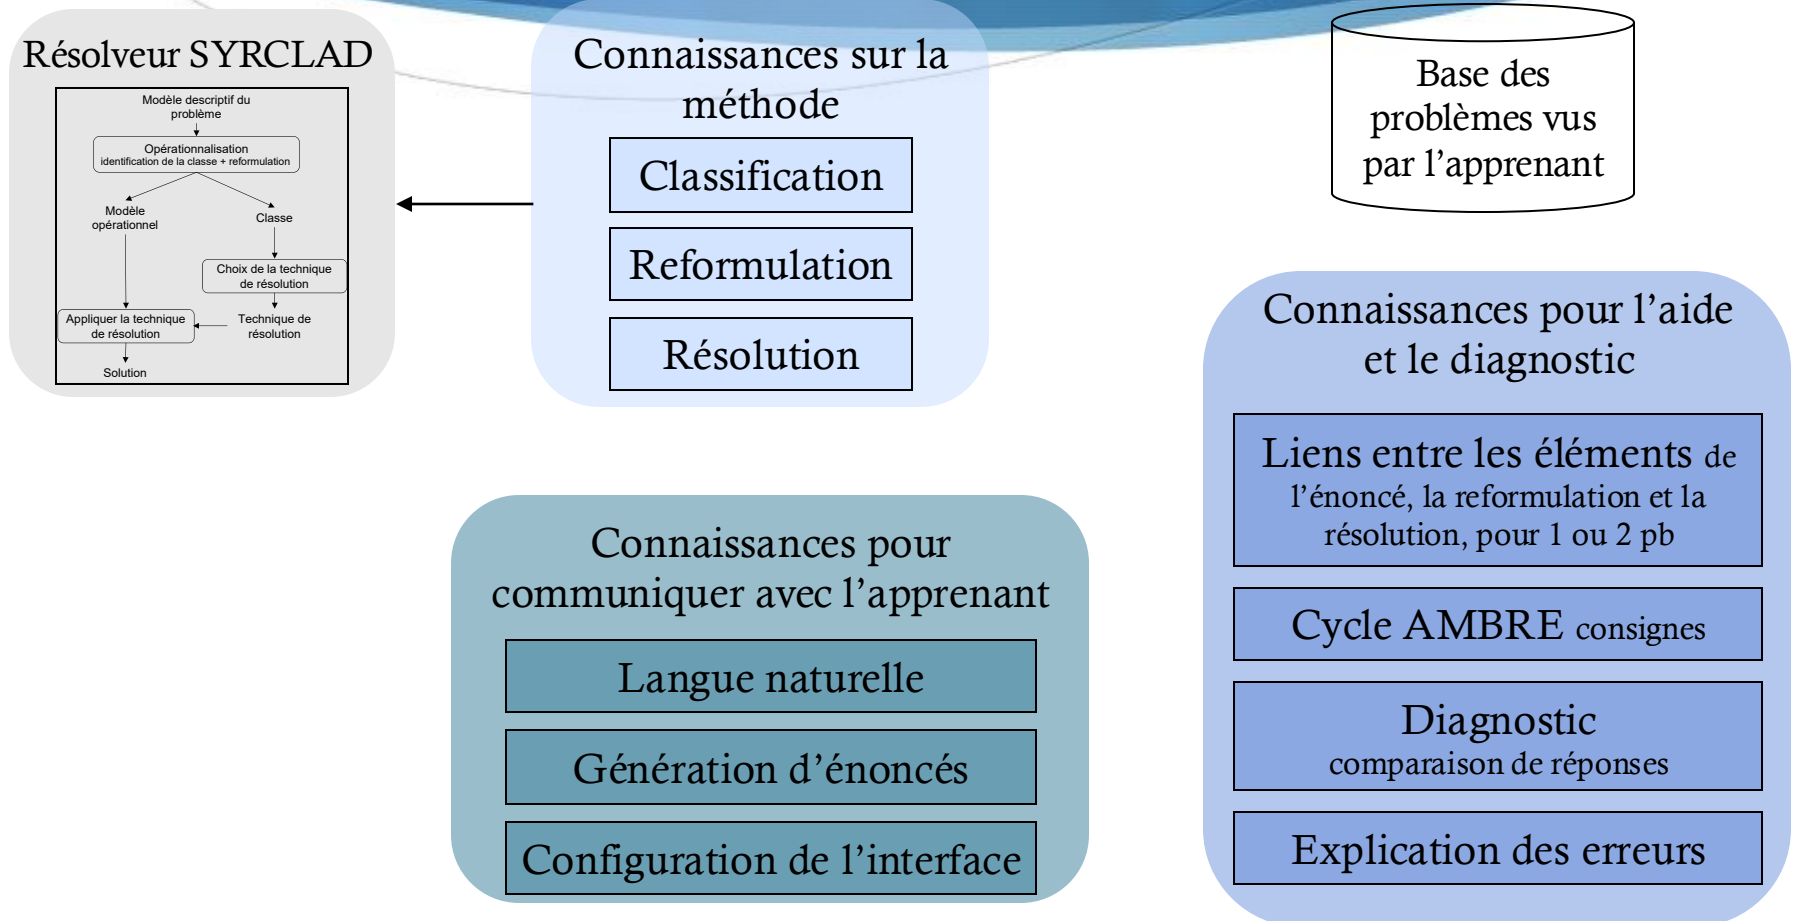 Résolveur SYRCLAD
Modèle descriptif du
problème
Opérationnalisation
identification de la classe + reformulation
Modèle
opérationnel
Classe
Choix de la technique
de résolution
Appliquer la technique
de résolution
Technique de
résolution
Solution
Connaissances sur la
méthode
Classification
Reformulation
Résolution
Base des
problèmes vus
par l’apprenant
Connaissances pour
communiquer avec l’apprenant
Langue naturelle
Génération d’énoncés
Configuration de l’interface
Connaissances pour l’aide
et le diagnostic
Liens entre les éléments de
l’énoncé, la reformulation et la
résolution, pour 1 ou 2 pb
Cycle AMBRE consignes
Diagnostic
comparaison de réponses
Explication des erreurs